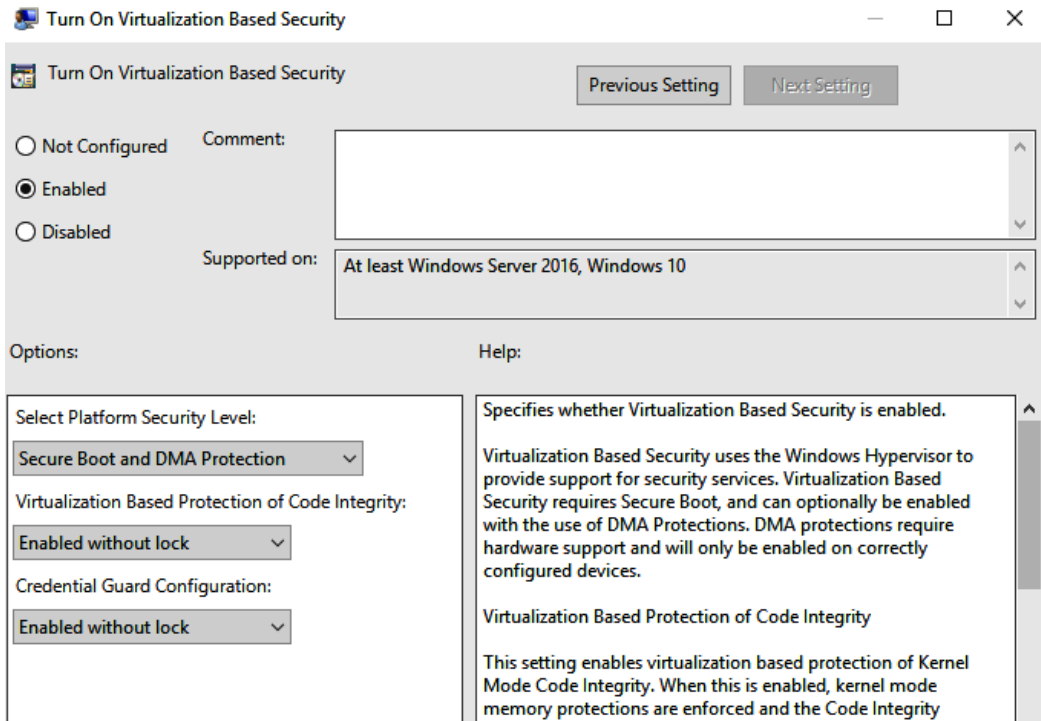 Turn On Virtualization Based Security
Turn On Virtualization Based Security
Previous Setting
Next Setting
Not Configured
Comment:
Enabled
Disabled
Supported on:
At least Windows Server 2016, Windows 10
Options:
Help:
Select Platform Security Level:
Secure Boot and DMA Protection
Virtualization Based Protection of Code Integrity:
Enabled without lock
Credential Guard Configuration:
Enabled without lock
Specifies whether Virtualization Based Security is enabled.
Virtualization Based Security uses the Windows Hypervisor to
provide support for security services. Virtualization Based
Security requires Secure Boot, and can optionally be enabled
with the use of DMA Protections. DMA protections require
hardware support and will only be enabled on correctly
configured devices.
Virtualization Based Protection of Code Integrity
This setting enables virtualization based protection of Kernel
Mode Code Integrity. When this is enabled, kernel mode
memory protections are enforced and the Code Integrity